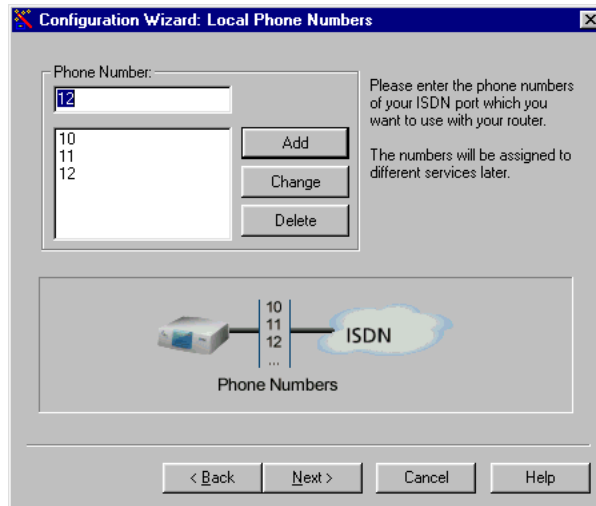 Configuration Wizard: Local Phone Numbers
Phone Number:
12
10
11
12
Add
Change
Delete
Please enter the phone numbers
of your ISDN port which you
want to use with your router.
The numbers will be assigned to
different services later.
10
11
12
...
ISDN
Phone Numbers
< Back
Next >
Cancel
Help